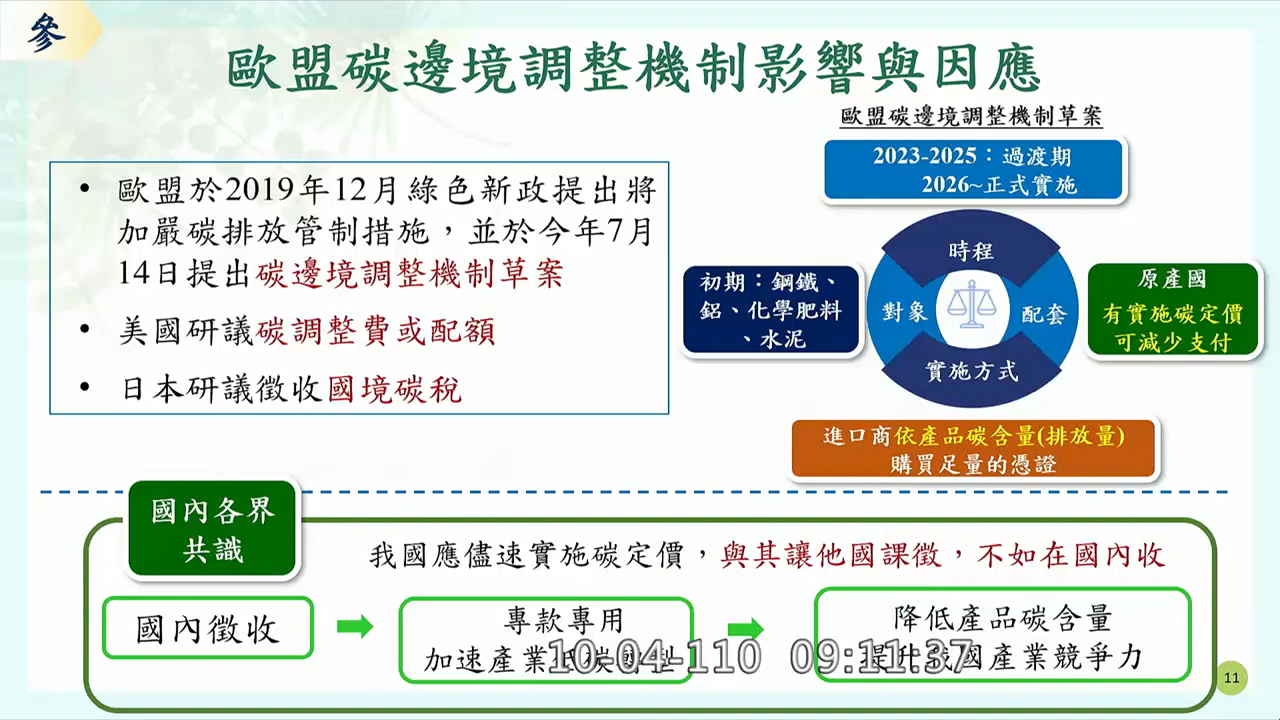 參
歐盟碳邊境調整機制影響與因應
歐盟碳邊境調整機制草案
• 歐盟於2019年12月綠色新政提出將
加嚴碳排放管制措施，並於今年7月
14日提出碳邊境調整機制草案
• 美國研議碳調整費或配額
• 日本研議徵收國境碳稅
2023-2025：過渡期
2026~正式實施
時程
初期：鋼鐵、
鋁、化學肥料
、水泥
對象
配套
原產國
有實施碳定價
可減少支付
實施方式
進口商依產品碳含量(排放量)
購買足量的憑證
國內各界
共識
我國應儘速實施碳定價，與其讓他國課徵，不如在國內收
國內徵收
專款專用
加速產業
降低產品碳含量
提升我國產業競爭力
10-04-110 09:11:37
11